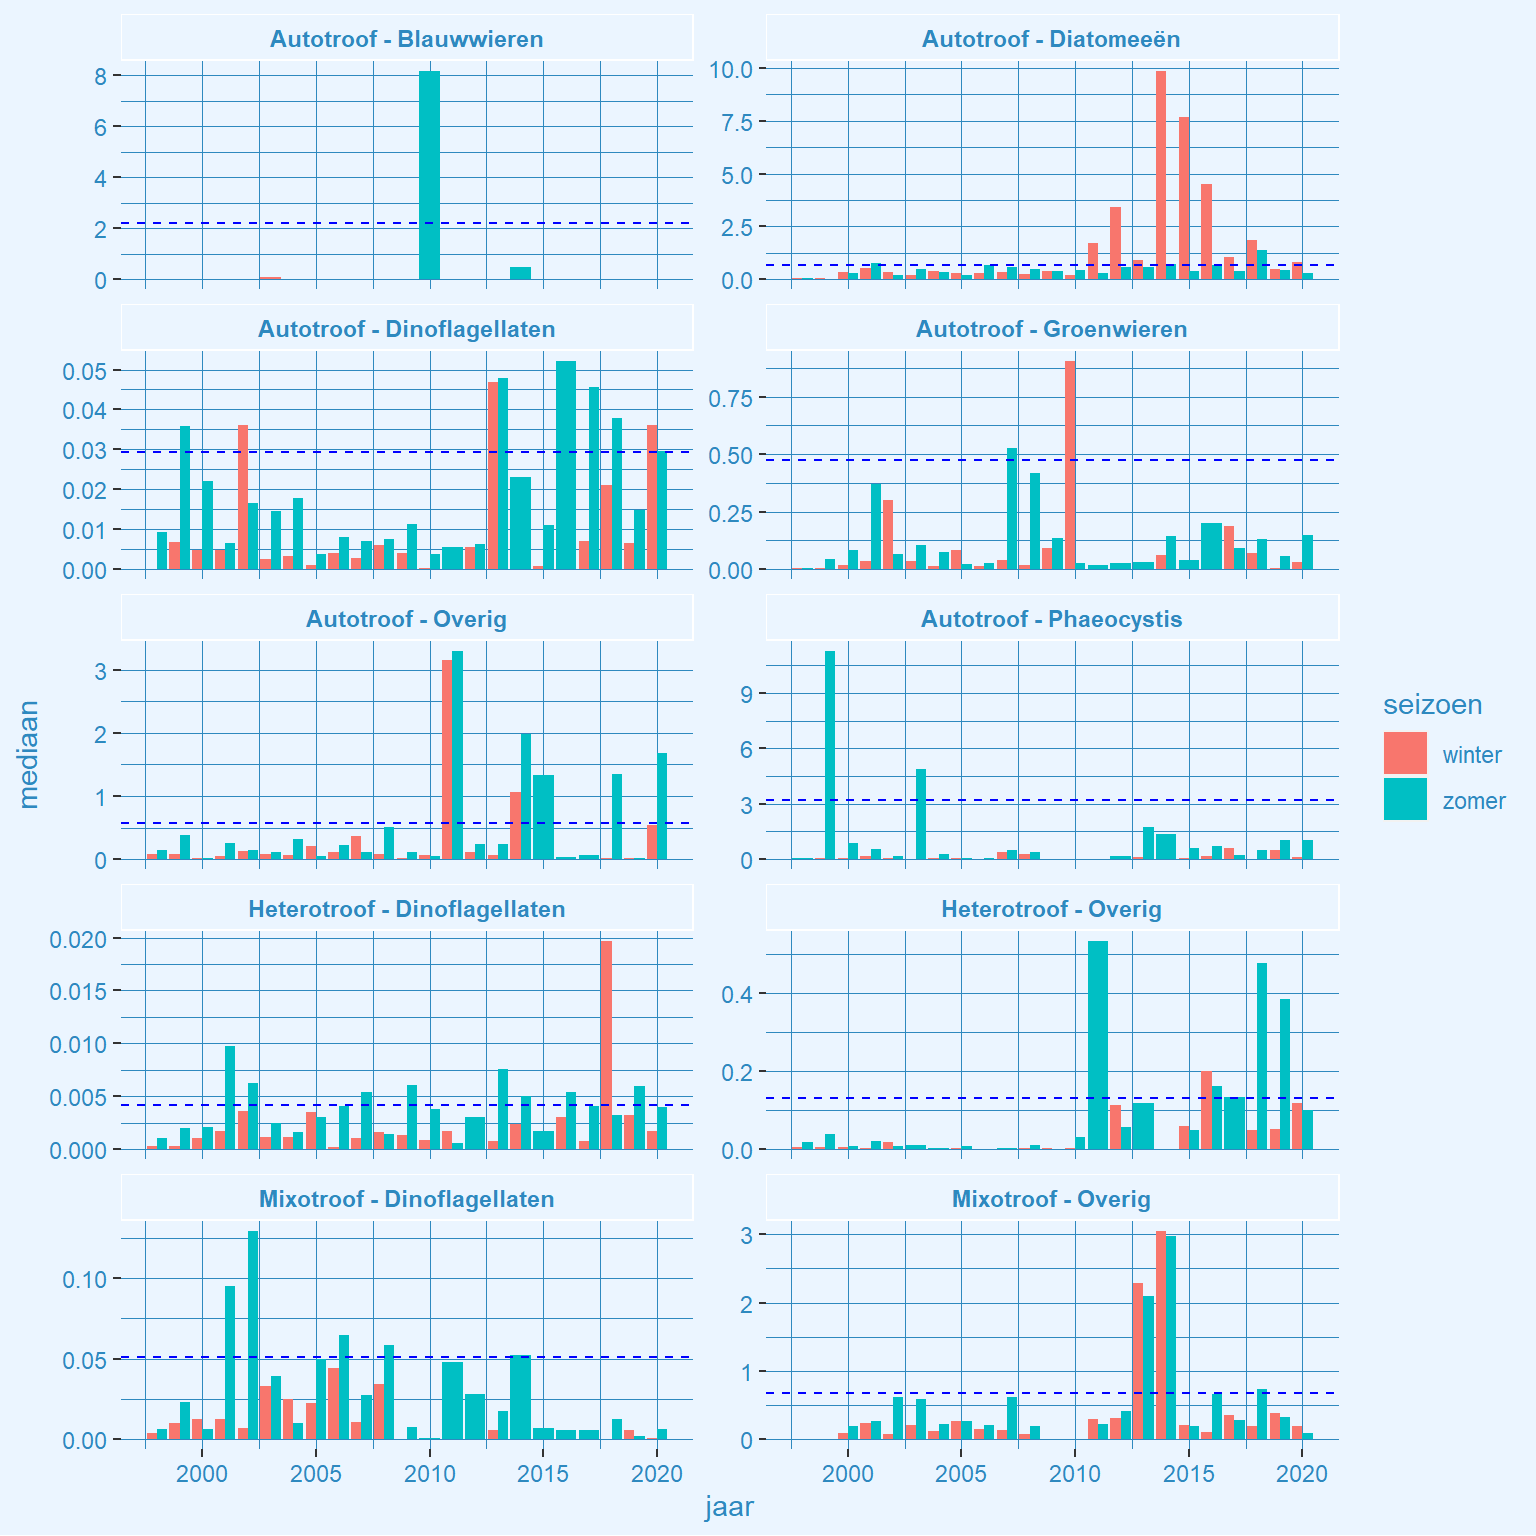 Autotroof - Blauwwieren
Autotroof - Diatomeeën
8
6
4
2
0
10.0
7.5
5.0
2.5
0.0
Autotroof - Dinoflagellaten
Autotroof - Groenwieren
0.05
0.04
0.03
0.02
0.01
0.00
0.75
0.50
0.25
0.00
Autotroof - Overig
Autotroof - Phaeocystis
3
2
1
0
9
6
3
0
Heterotroof - Dinoflagellaten
Heterotroof - Overig
0.020
0.015
0.010
0.005
0.000
0.4
0.2
0.0
Mixotroof - Dinoflagellaten
Mixotroof - Overig
0.10
0.05
0.00
3
2
1
0
2000 2005 2010 2015 2020
2000 2005 2010 2015 2020
jaar
mediaan
seizoen
winter
zomer